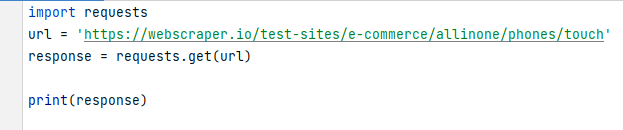 import requests
url = 'https://webscraper.io/test-sites/e-commerce/allinone/phones/touch'
response = requests.get(url)
print(response)